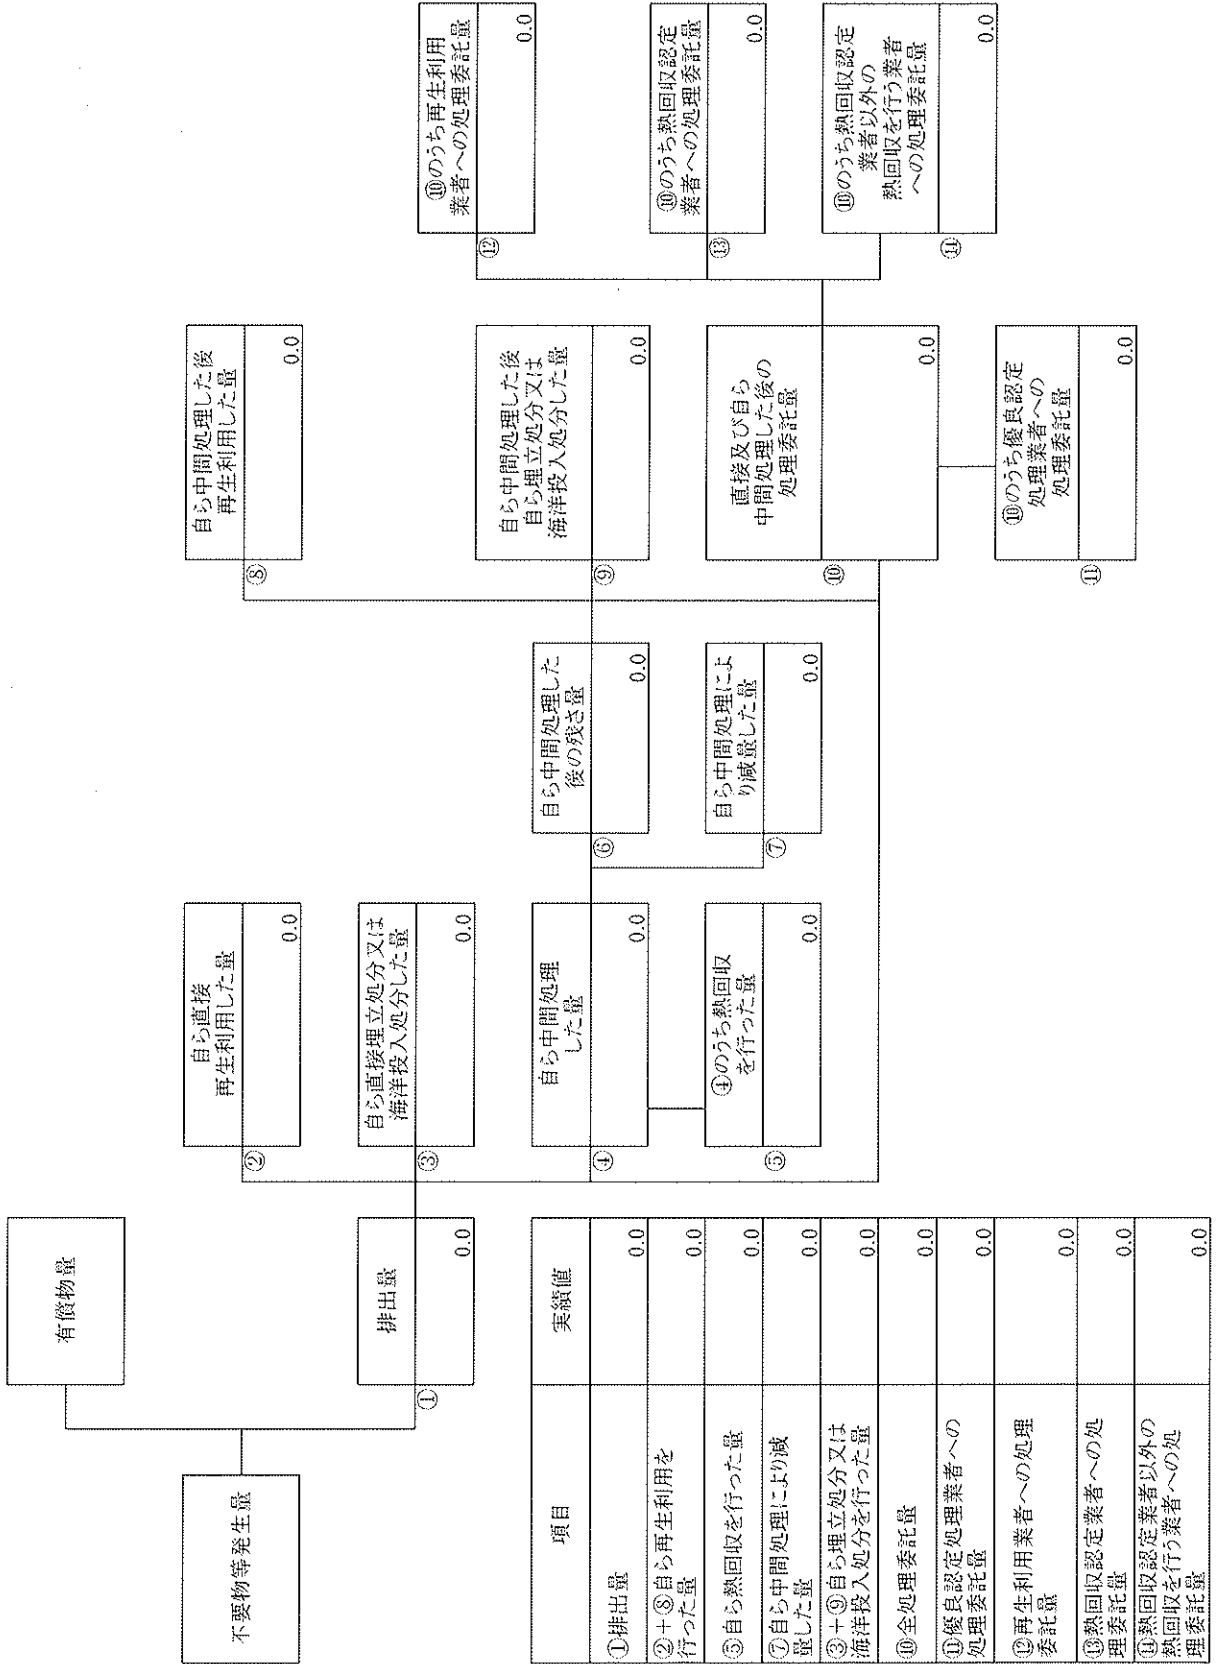 有償物量
不要物等発生量
排出量
①
0.0
自ら直接
再生利用した量
②
0.0
自ら直接埋立処分又は
海洋投入処分した量
③
0.0
自ら中間処理
した量
④
0.0
④のうち熱回収
を行った量
⑤
0.0
自ら中間処理した
後の残さ量
⑥
0.0
自ら中間処理によ
り減量した量
⑦
0.0
自ら中間処理した後
再生利用した量
⑧
0.0
自ら中間処理した後
自ら埋立処分又は
海洋投入処分した量
⑨
0.0
直接及び自ら
中間処理した後の
処理委託量
⑩
0.0
⑩のうち優良認定
処理業者への
処理委託量
⑪
0.0
⑩のうち再生利用
業者への処理委託量
⑫
0.0
⑩のうち熱回収認定
業者への処理委託量
⑬
0.0
⑩のうち熱回収認定
業者以外の
熱回収を行う業者
への処理委託量
⑭
0.0
項目 実績値
①排出量 0.0
②+⑧自ら再生利用を
行った量 0.0
⑤自ら熱回収を行った量 0.0
⑦自ら中間処理により減
量した量 0.0
③+⑨自ら埋立処分又は
海洋投入処分を行った量 0.0
⑩全処理委託量 0.0
⑪優良認定処理業者への
処理委託量 0.0
⑫再生利用業者への処理
委託量 0.0
⑬熱回収認定業者への処
理委託量 0.0
⑭熱回収認定業者以外の
熱回収を行う業者への処
理委託量 0.0